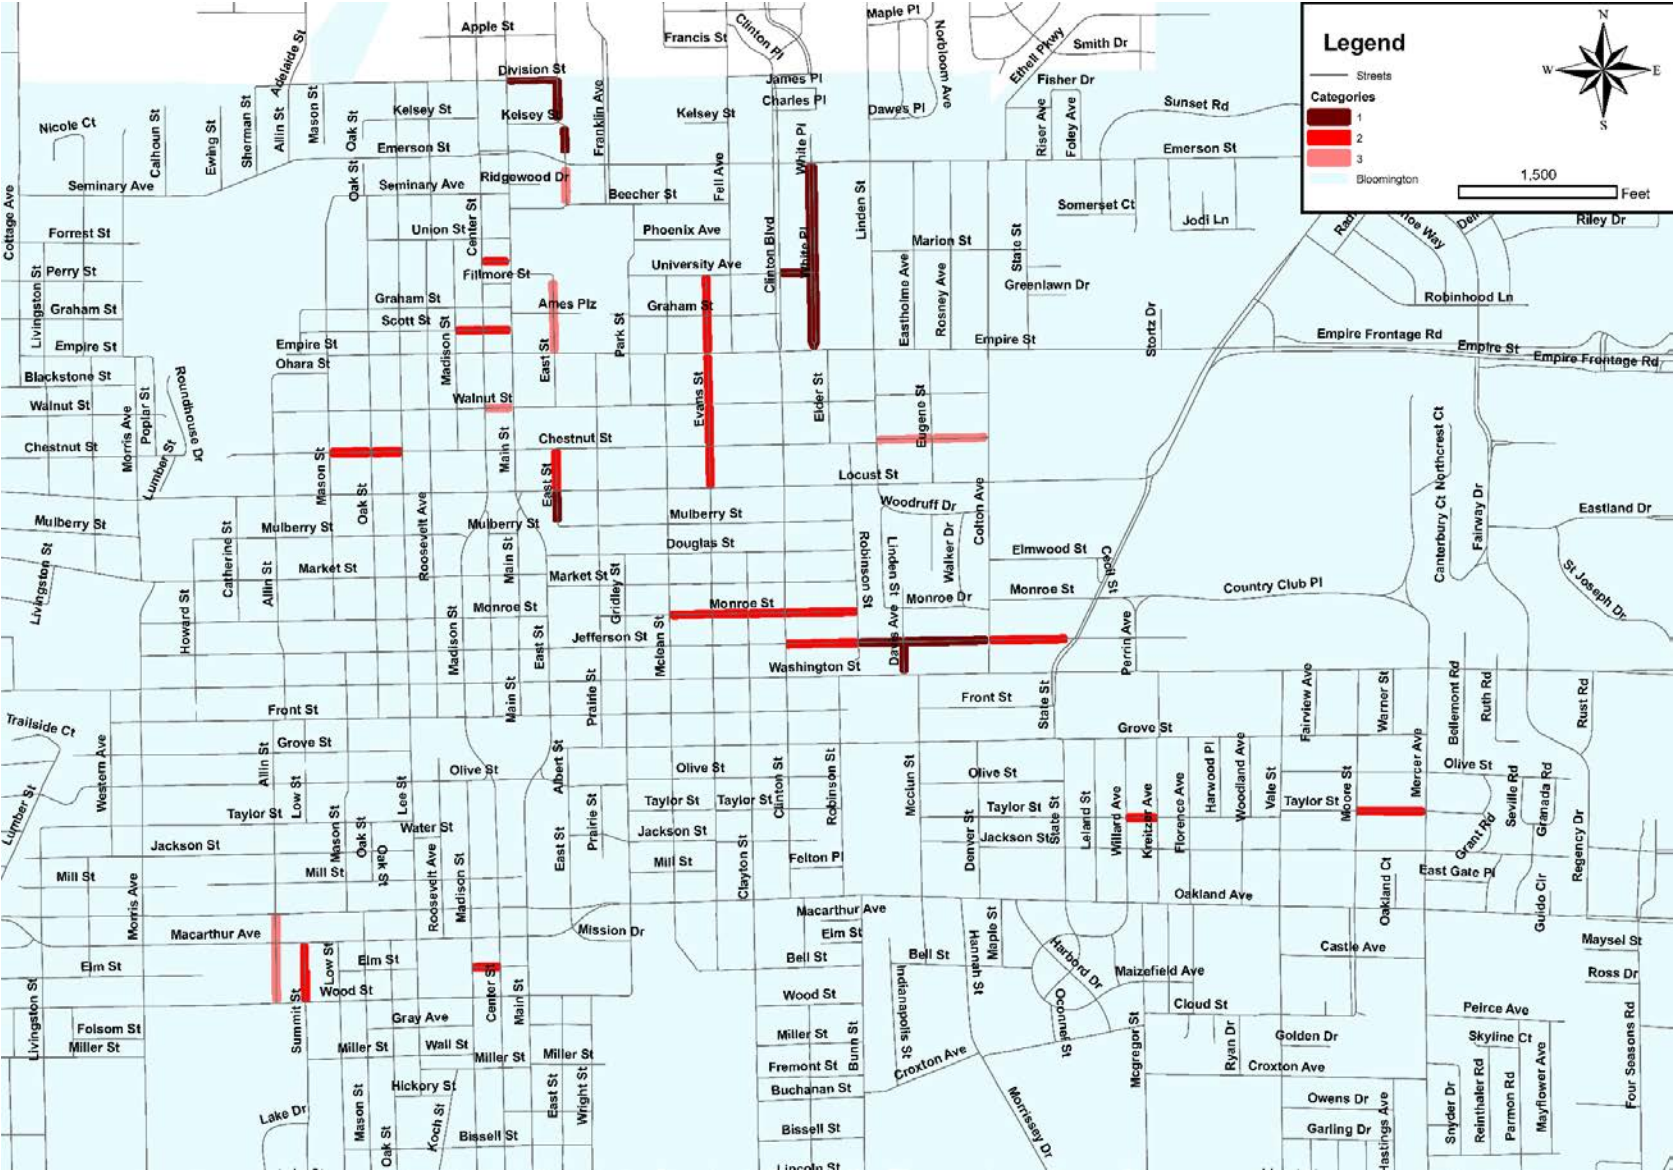 Apple St
Francis St
Clinton Pl
Maple Pt
Norbloom Ave
Ethell Pkwy
Smith Dr
Legend
Streets
Categories
1
2
3
Bloomington
N
W
E
S
1,500
Feet
Adelaide St
Division St
Franklin Ave
James Pl
Charles Pl
Dawes Pl
Fisher Dr
Sunset Rd
Nicole Ct
Calhoun St
Ewing St
Sherman St
Allin St
Mason St
Oak St
Kelsey St
Kelsey St
Kelsey St
White Pl
Riser Ave
Foley Ave
Emerson St
Emerson St
Cottage Ave
Seminary Ave
Oak St
Seminary Ave
Ridgewood Dr
Beecher St
Fell Ave
Linden St
Somerset Ct
Jodi Ln
Riley Dr
Forrest St
Union St
Center St
Phoenix Ave
Clinton Blvd
White Pl
Marion St
State St
Livingston St
Perry St
Fillmore St
University Ave
Eastholme Ave
Rosney Ave
Greenlawn Dr
Robinhood Ln
Graham St
Graham St
Scott St
Ames Plz
Graham St
Park St
Stortz Dr
Empire St
Empire St
Ohara St
Madison St
East St
Empire St
Empire Frontage Rd
Empire St
Empire Frontage Rd
Blackstone St
Walnut St
Morris Ave
Poplar St
Roundhouse Dr
Walnut St
Evans St
Elder St
Eugene St
Chestnut St
Lumber St
Mason St
Main St
Chestnut St
East St
Locust St
Canterbury Ct
Northcrest Ct
Fairway Dr
Oak St
Roosevelt Ave
Woodruff Dr
Colton Ave
Eastland Dr
Mulberry St
Mulberry St
Mulberry St
Mulberry St
Livingston St
Catherine St
Allin St
Market St
Main St
Douglas St
Market St
Gridley St
Robinson St
Linden St
Walker Dr
Elmwood St
Cecil St
St Joseph Dr
Country Club Pl
Howard St
Madison St
Monroe St
East St
Jefferson St
Mclean St
Monroe St
Davis Ave
Monroe Dr
Monroe St
Perrin Ave
Washington St
Main St
Prairie St
Front St
Front St
State St
Fairview Ave
Warner St
Bellemont Rd
Ruth Rd
Rust Rd
Trailside Ct
Grove St
Grove St
Western Ave
Allin St
Low St
Lee St
Olive St
Albert St
Olive St
Clinton St
Robinson St
Mcclun St
Olive St
Harwood Pl
Woodland Ave
Vale St
Moore St
Mercer Ave
Olive St
Seville Rd
Granada Rd
Lumber St
Taylor St
Mason St
Oak St
Water St
East St
Prairie St
Taylor St
Taylor St
Taylor St
State St
Leland St
Willard Ave
Kreitzer Ave
Florence Ave
Taylor St
Grant Rd
Regency Dr
Jackson St
Oak St
Jackson St
Denver St
Jackson St
Mill St
Mill St
Roosevelt Ave
Madison St
Mill St
Clayton St
Felton Pl
East Gate Pl
Morris Ave
Oakland Ave
Oakland Ct
Guido Cir
Macarthur Ave
Mission Dr
Macarthur Ave
Elm St
Maple St
Hannah St
Harbord Dr
Castle Ave
Maysel St
Elm St
Low St
Elm St
Bell St
Bell St
Maizefield Ave
Ross Dr
Livingston St
Summit St
Wood St
Center St
Main St
Wood St
Indianapolis St
Oconnel St
Cloud St
Peirce Ave
Four Seasons Rd
Folsom St
Gray Ave
Miller St
Bunn St
Mcgregor St
Ryan Dr
Golden Dr
Skyline Ct
Miller St
Miller St
Wall St
Miller St
Miller St
Fremont St
Croxton Ave
Croxton Ave
Hickory St
East St
Wright St
Buchanan St
Morrissey Dr
Owens Dr
Hastings Ave
Snyder Dr
Reinthaler Rd
Parmon Rd
Mayflower Ave
Lake Dr
Mason St
Oak St
Koch St
Bissell St
Bissell St
Garling Dr
Lincoln St